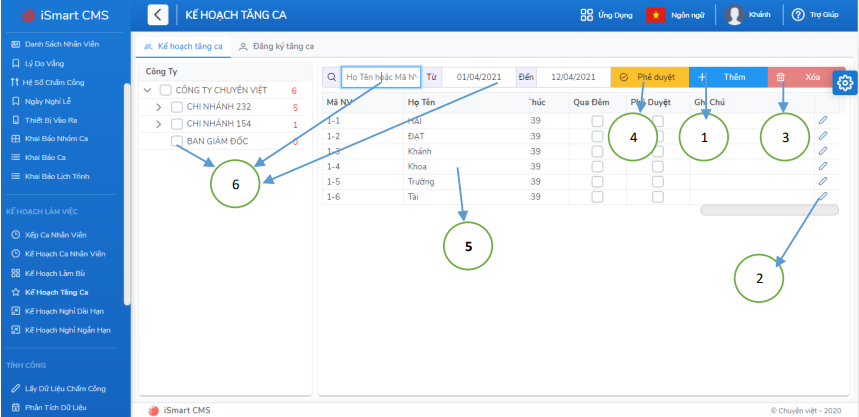 iSmart CMS
KẾ HOẠCH TĂNG CA
Ứng Dụng
Ngôn ngữ
Khánh
Trợ Giúp
Danh Sách Nhân Viên
Lý Do Vắng
Hệ Số Chấm Công
Ngày Nghỉ Lễ
Thiết Bị Vào Ra
Khai Báo Nhóm Ca
Khai Báo Ca
Khai Báo Lịch Trình
KẾ HOẠCH LÀM VIỆC
Xếp Ca Nhân Viên
Kế Hoạch Ca Nhân Viên
Kế Hoạch Làm Bù
Kế Hoạch Tăng Ca
Kế Hoạch Nghỉ Dài Hạn
Kế Hoạch Nghỉ Ngắn Hạn
TÍNH CÔNG
Lấy Dữ Liệu Chấm Công
Phân Tích Dữ Liệu
Kế hoạch tăng ca
Đăng ký tăng ca
Công Ty
CÔNG TY CHUYÊN VIỆT 6
CHI NHÁNH 232 5
CHI NHÁNH 154 1
BAN GIÁM ĐỐC 0
6
Họ Tên hoặc Mã NV Từ 01/04/2021 Đến 12/04/2021 Phê duyệt Thêm Xóa
Mã NV Họ Tên Thúc Qua Đêm Phê Duyệt Ghi Chú
1-1 HẢI :39
1-2 ĐẠT :39
1-3 Khánh :39
1-4 Khoa :39
1-5 Trường :39
1-6 Tài :39
4
1
3
5
2
iSmart CMS
© Chuyên việt - 2020